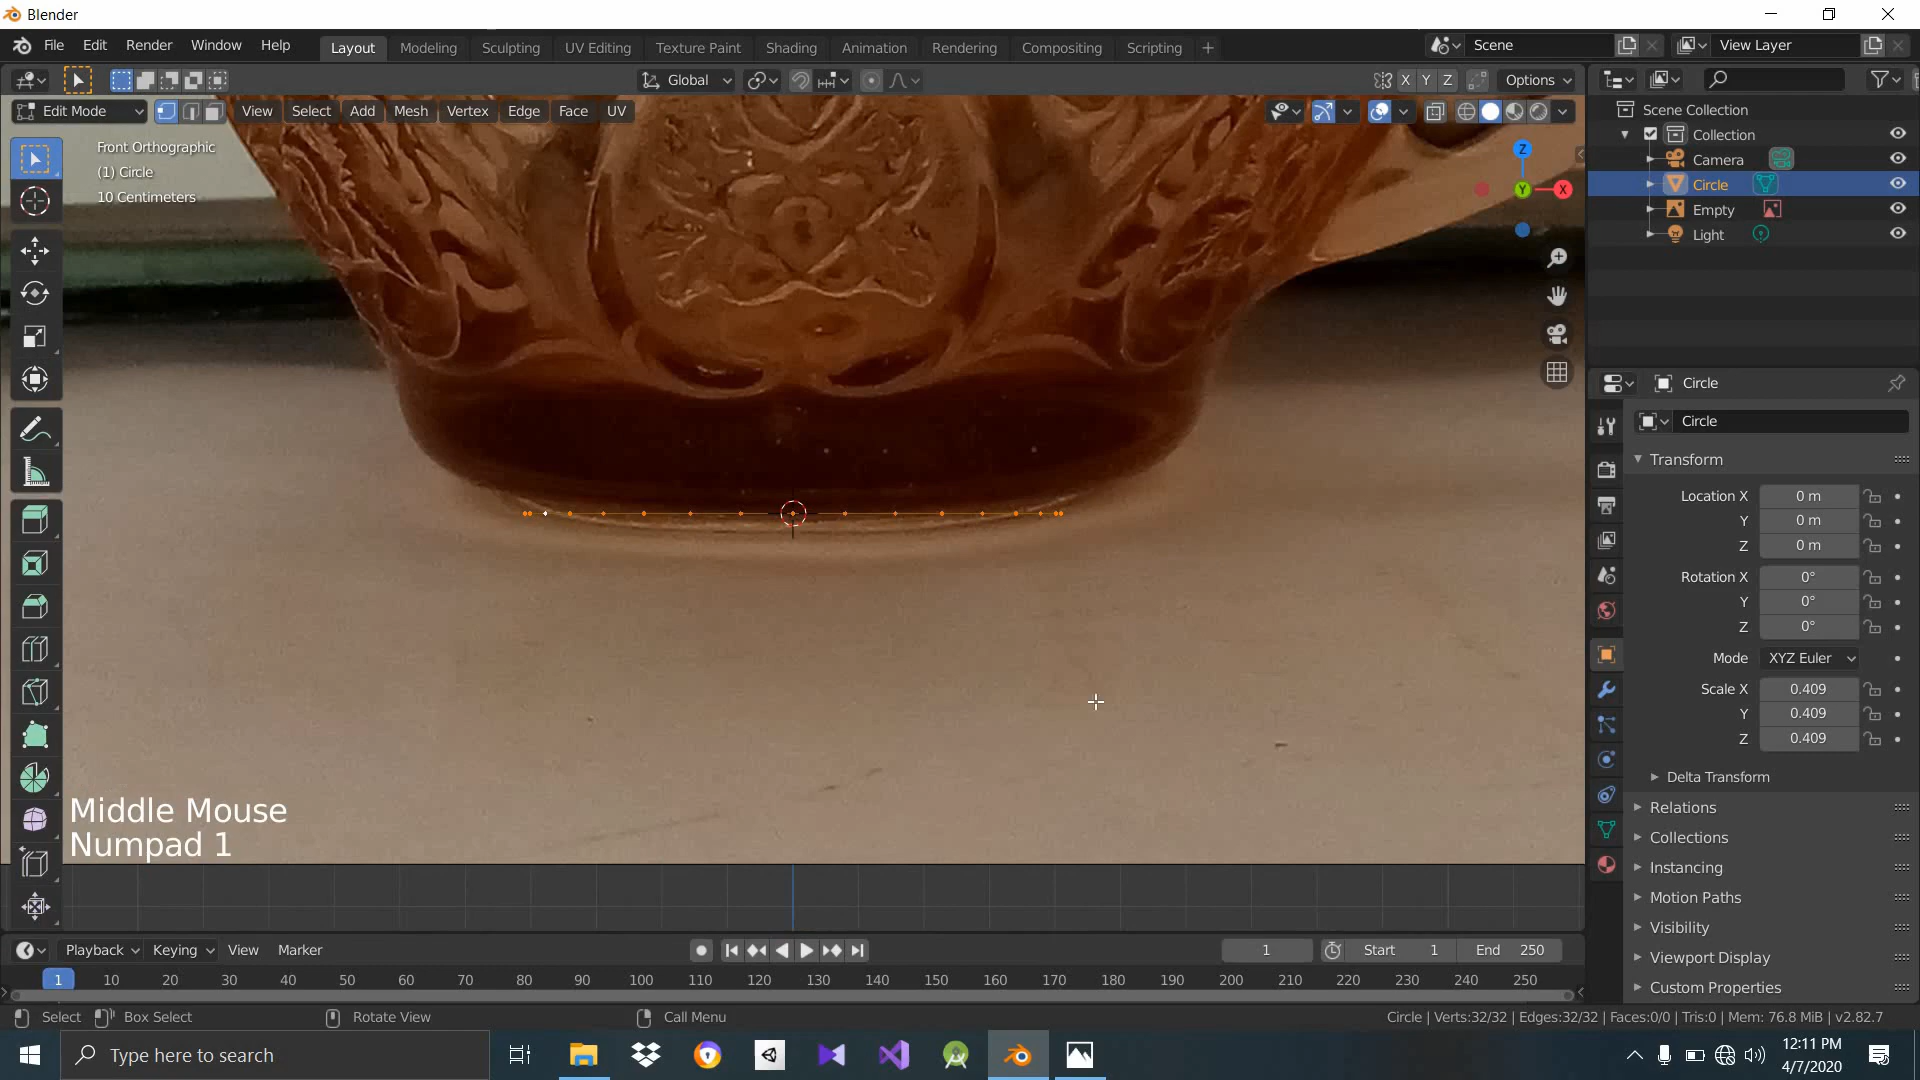 Blender
File Edit Render Window Help
Layout Modeling Sculpting UV Editing Texture Paint Shading Animation Rendering Compositing Scripting +
Scene
View Layer
Global
X Y Z
Options
Edit Mode
View Select Add Mesh Vertex Edge Face UV
Front Orthographic
(1) Circle
10 Centimeters
Z
Y
X
Scene Collection
Collection
Camera
Circle
Empty
Light
Circle
Circle
Transform
Location X 0 m
Y 0 m
Z 0 m
Rotation X 0°
Y 0°
Z 0°
Mode XYZ Euler
Scale X 0.409
Y 0.409
Z 0.409
Delta Transform
Relations
Collections
Instancing
Motion Paths
Visibility
Viewport Display
Custom Properties
Middle Mouse
Numpad 1
Playback Keying View Marker
1
Start 1
End 250
1 10 20 30 40 50 60 70 80 90 100 110 120 130 140 150 160 170 180 190 200 210 220 230 240 250
Select Box Select Rotate View Call Menu
Circle | Verts:32/32 | Edges:32/32 | Faces:0/0 | Tris:0 | Mem: 76.8 MiB | v2.82.7
Type here to search
12:11 PM
4/7/2020